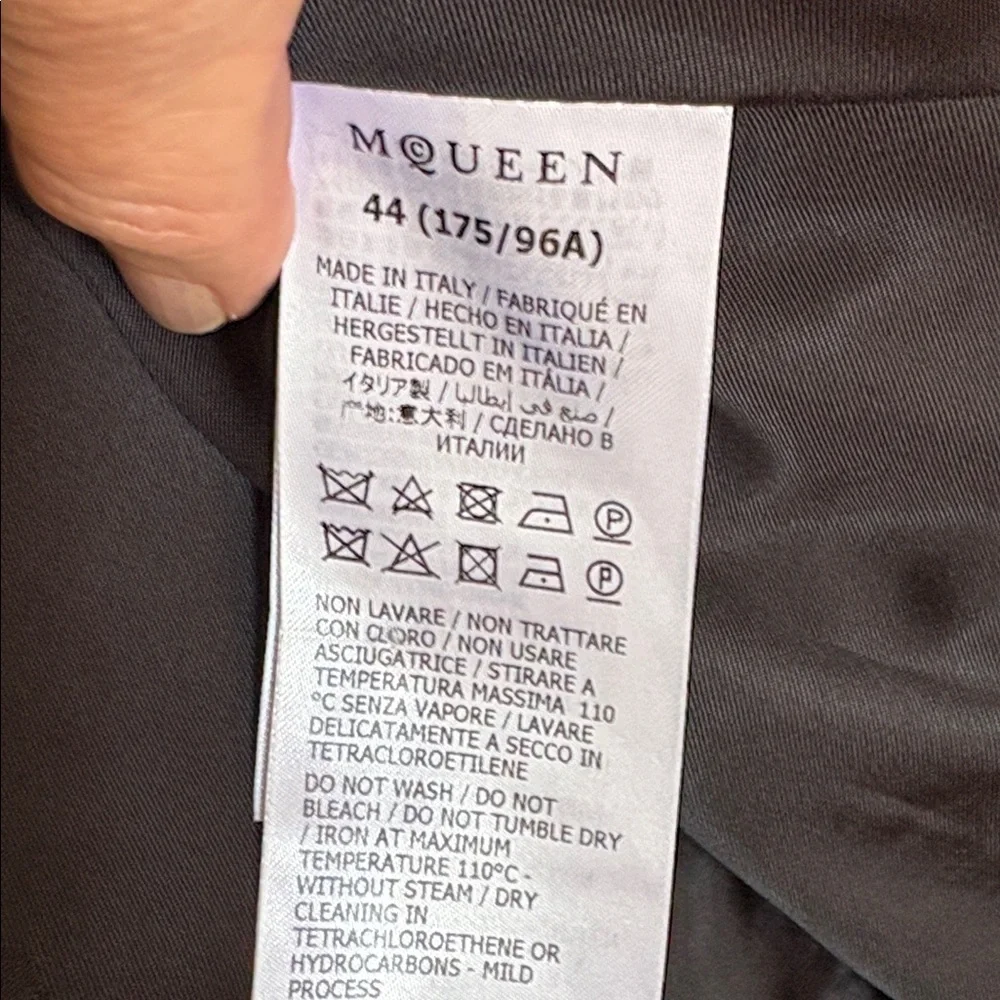 MCQUEEN
44 (175/96A)
MADE IN ITALY / FABRIQUÉ EN
ITALIE / HECHO EN ITALIA /
HERGESTELLT IN ITALIEN /
FABRICADO EM ITÁLIA /
イタリア製 / صنع في إيطاليا /
产地:意大利 / СДЕЛАНО В
ИТАЛИИ
P
P
NON LAVARE / NON TRATTARE
CON CLORO / NON USARE
ASCIUGATRICE / STIRARE A
TEMPERATURA MASSIMA 110
°C SENZA VAPORE / LAVARE
DELICATAMENTE A SECCO IN
TETRACLOROETILENE
DO NOT WASH / DO NOT
BLEACH / DO NOT TUMBLE DRY
/ IRON AT MAXIMUM
TEMPERATURE 110°C -
WITHOUT STEAM / DRY
CLEANING IN
TETRACHLOROETHENE OR
HYDROCARBONS - MILD
PROCESS